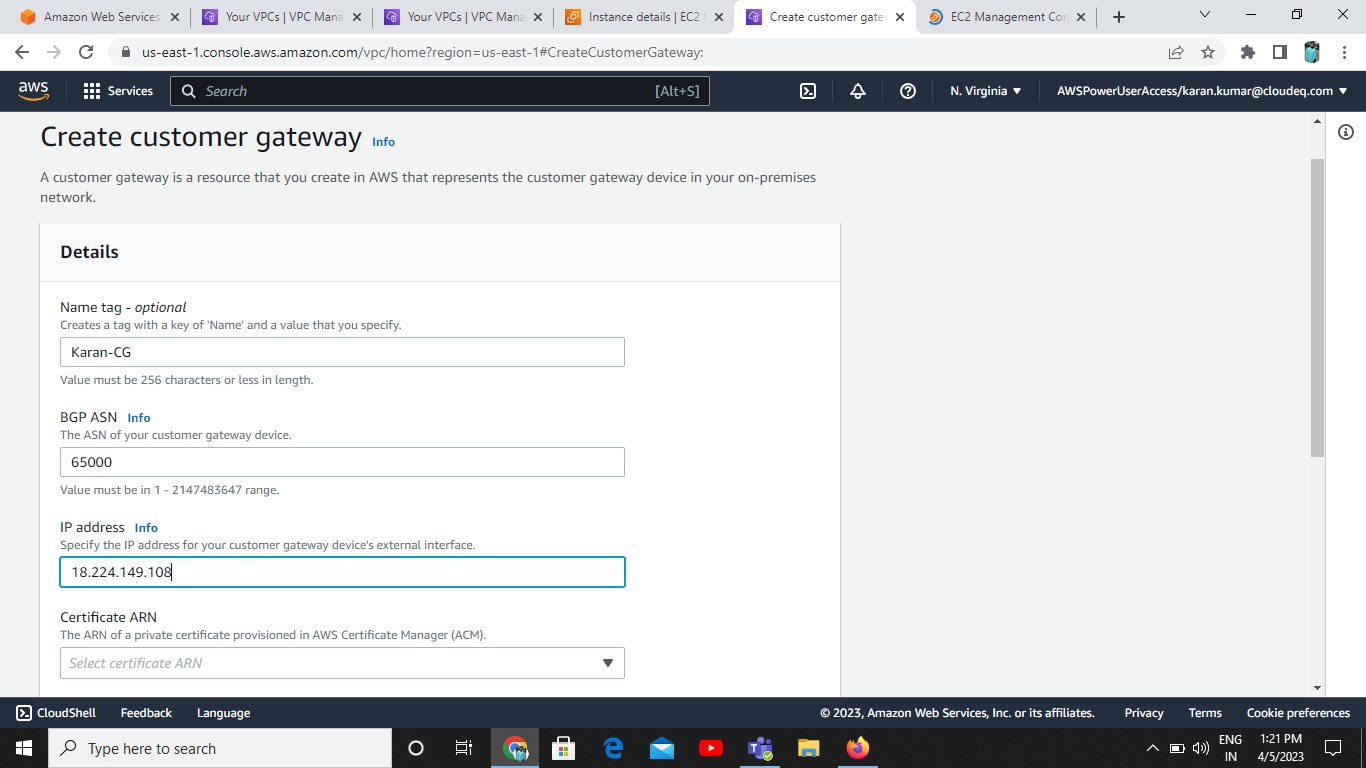 Amazon Web Services
Your VPCs | VPC Mana
Your VPCs | VPC Mana
Instance details | EC2
Create customer gate
EC2 Management Con
us-east-1.console.aws.amazon.com/vpc/home?region=us-east-1#CreateCustomerGateway:
aws
Services
Search
[Alt+S]
N. Virginia
AWSPowerUserAccess/karan.kumar@cloudeq.com
Create customer gateway Info
A customer gateway is a resource that you create in AWS that represents the customer gateway device in your on-premises
network.
Details
Name tag - optional
Creates a tag with a key of 'Name' and a value that you specify.
Karan-CG
Value must be 256 characters or less in length.
BGP ASN Info
The ASN of your customer gateway device.
65000
Value must be in 1 - 2147483647 range.
IP address Info
Specify the IP address for your customer gateway device's external interface.
18.224.149.108
Certificate ARN
The ARN of a private certificate provisioned in AWS Certificate Manager (ACM).
Select certificate ARN
CloudShell
Feedback
Language
© 2023, Amazon Web Services, Inc. or its affiliates.
Privacy
Terms
Cookie preferences
Type here to search
ENG
IN
1:21 PM
4/5/2023